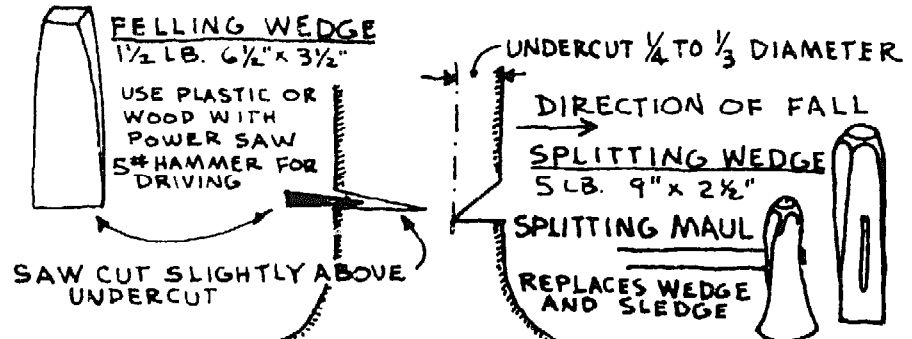 FELLING WEDGE
1½ LB. 6½" x 3½"
USE PLASTIC OR
WOOD WITH
POWER SAW
5# HAMMER FOR
DRIVING
SAW CUT SLIGHTLY ABOVE
UNDERCUT
UNDERCUT ¼ TO ⅓ DIAMETER
DIRECTION OF FALL
SPLITTING WEDGE
5 LB. 9" x 2½"
SPLITTING MAUL
REPLACES WEDGE
AND SLEDGE